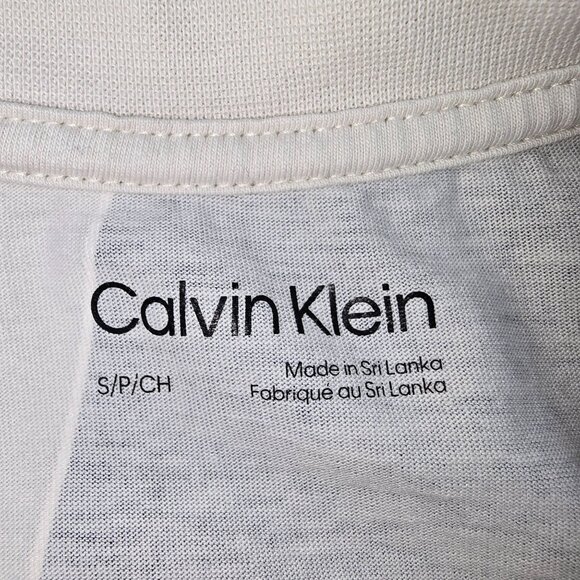 Calvin Klein
S/P/CH
Made in Sri Lanka
Fabriqué au Sri Lanka